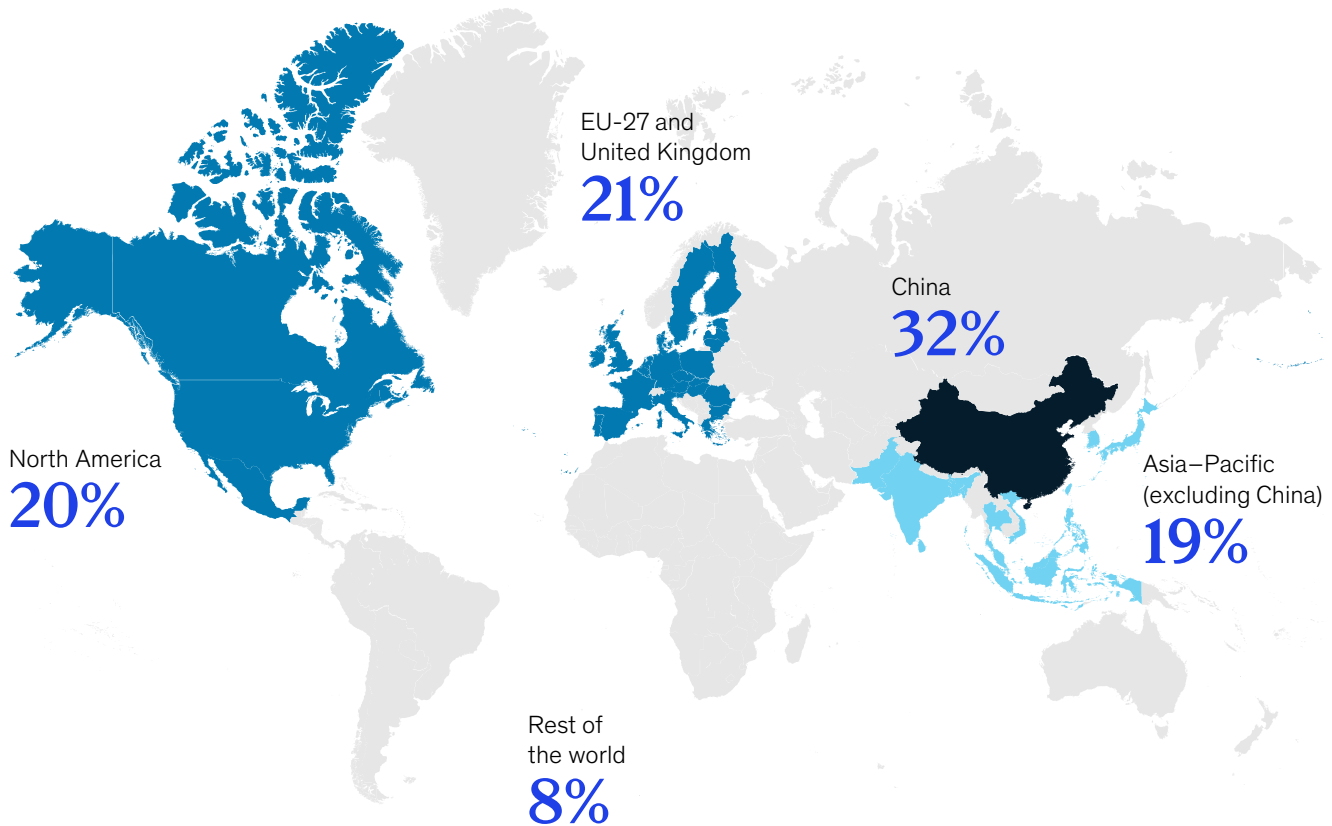 EU-27 and
United Kingdom
21%
China
32%
North America
20%
Asia–Pacific
(excluding China)
19%
Rest of
the world
8%